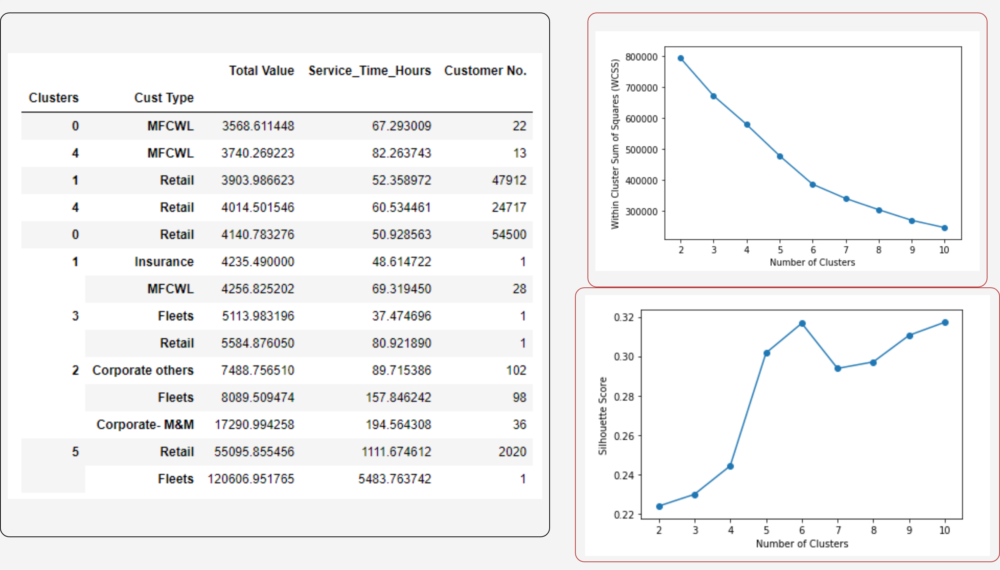 Total Value Service_Time_Hours Customer No.
Clusters Cust Type
0 MFCWL 3568.611448 67.293009 22
4 MFCWL 3740.269223 82.263743 13
1 Retail 3903.986623 52.358972 47912
4 Retail 4014.501546 60.534461 24717
0 Retail 4140.783276 50.928563 54500
1 Insurance 4235.490000 48.614722 1
MFCWL 4256.825202 69.319450 28
3 Fleets 5113.983196 37.474696 1
Retail 5584.876050 80.921890 1
2 Corporate others 7488.756510 89.715386 102
Fleets 8089.509474 157.846242 98
Corporate- M&M 17290.994258 194.564308 36
5 Retail 55095.855456 1111.674612 2020
Fleets 120606.951765 5483.763742 1
Within Cluster Sum of Squares (WCSS)
800000
700000
600000
500000
400000
300000
2 3 4 5 6 7 8 9 10
Number of Clusters
Silhouette Score
0.32
0.30
0.28
0.26
0.24
0.22
2 3 4 5 6 7 8 9 10
Number of Clusters